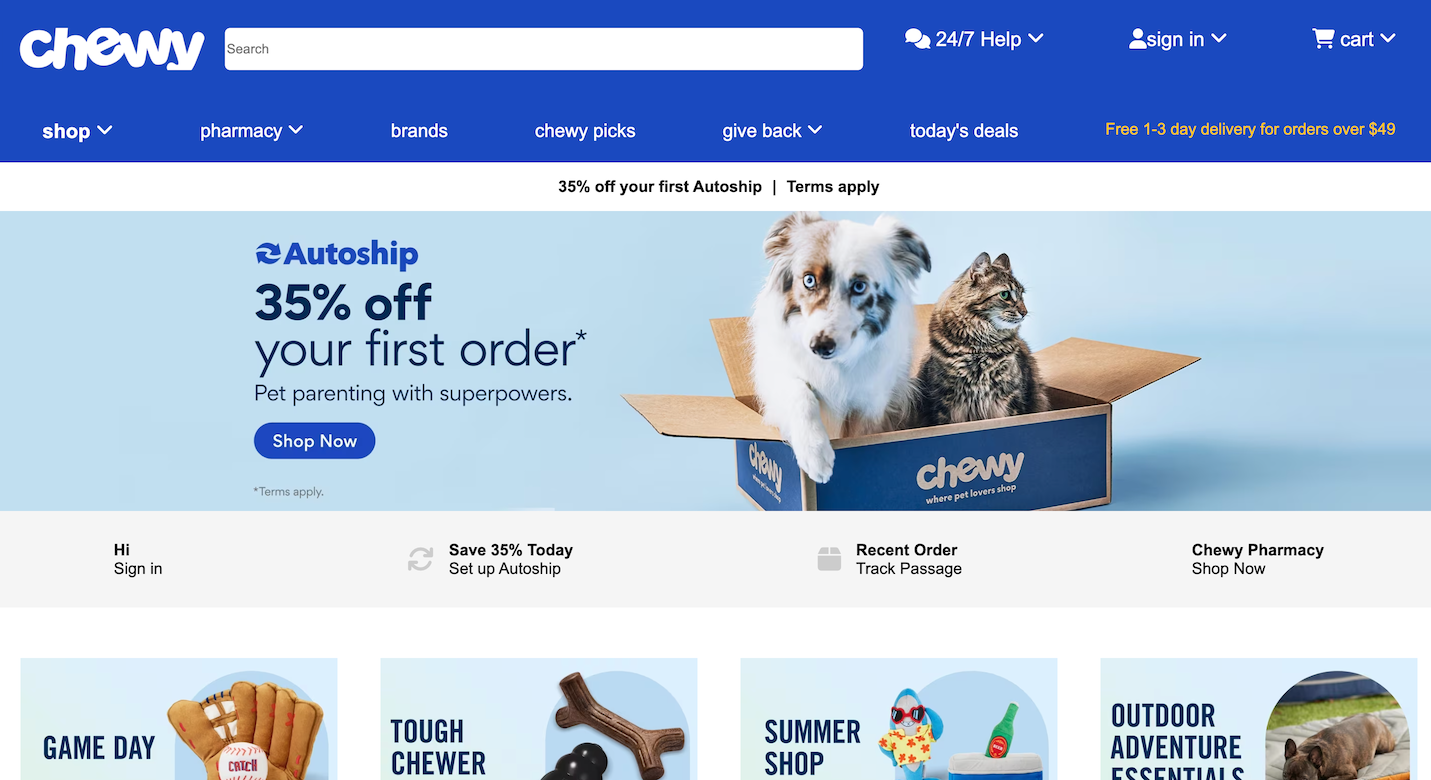 chewy
Search
24/7 Help
sign in
cart
shop
pharmacy
brands
chewy picks
give back
today's deals
Free 1-3 day delivery for orders over $49
35% off your first Autoship | Terms apply
Autoship
35% off
your first order*
Pet parenting with superpowers.
Shop Now
*Terms apply.
chewy
chewy
where pet lovers shop
Hi
Sign in
Save 35% Today
Set up Autoship
Recent Order
Track Passage
Chewy Pharmacy
Shop Now
GAME DAY
CATCH
TOUGH
CHEWER
SUMMER
SHOP
OUTDOOR
ADVENTURE
ESSENTIALS